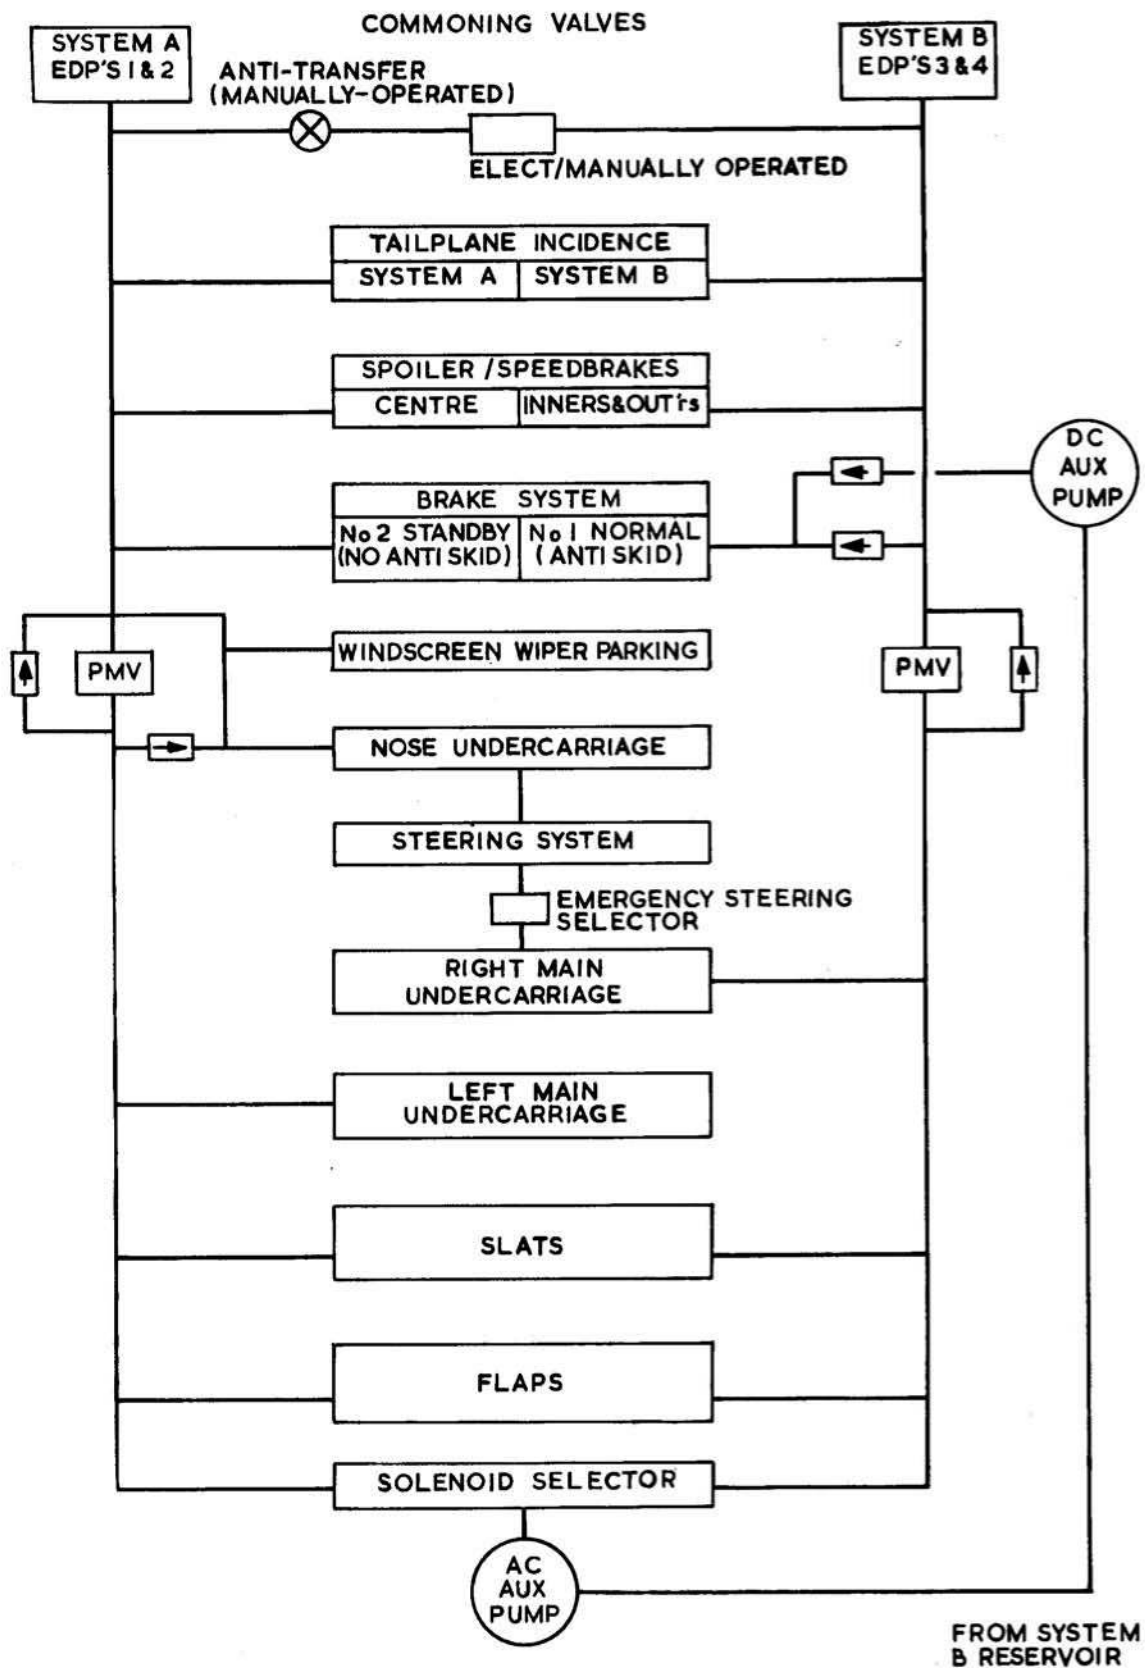 COMMONING VALVES
SYSTEM A
EDP'S 1 & 2
SYSTEM B
EDP'S 3 & 4
ANTI-TRANSFER
(MANUALLY-OPERATED)
ELECT/MANUALLY OPERATED
TAILPLANE INCIDENCE
SYSTEM A
SYSTEM B
SPOILER / SPEEDBRAKES
CENTRE
INNERS&OUT'rs
DC
AUX
PUMP
BRAKE SYSTEM
No 2 STANDBY
(NO ANTI SKID)
No 1 NORMAL
(ANTI SKID)
WINDSCREEN WIPER PARKING
PMV
PMV
NOSE UNDERCARRIAGE
STEERING SYSTEM
EMERGENCY STEERING
SELECTOR
RIGHT MAIN
UNDERCARRIAGE
LEFT MAIN
UNDERCARRIAGE
SLATS
FLAPS
SOLENOID SELECTOR
AC
AUX
PUMP
FROM SYSTEM
B RESERVOIR